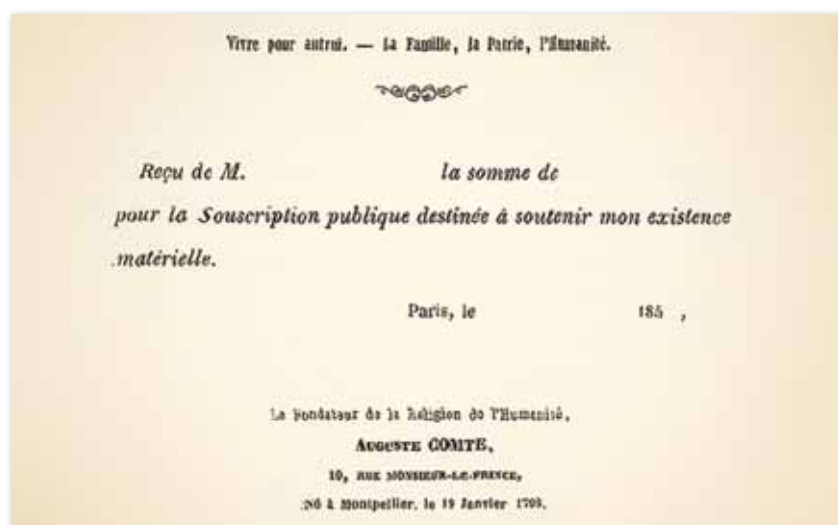 Vivre pour autrui. — La Famille, la Patrie, l'Humanité.
Reçu de M. la somme de
pour la Souscription publique destinée à soutenir mon existence
matérielle.
Paris, le 185 ,
Le Fondateur de la Religion de l'Humanité,
AUGUSTE COMTE,
10, RUE MONSIEUR-LE-PRINCE,
Né à Montpellier, le 19 Janvier 1798.